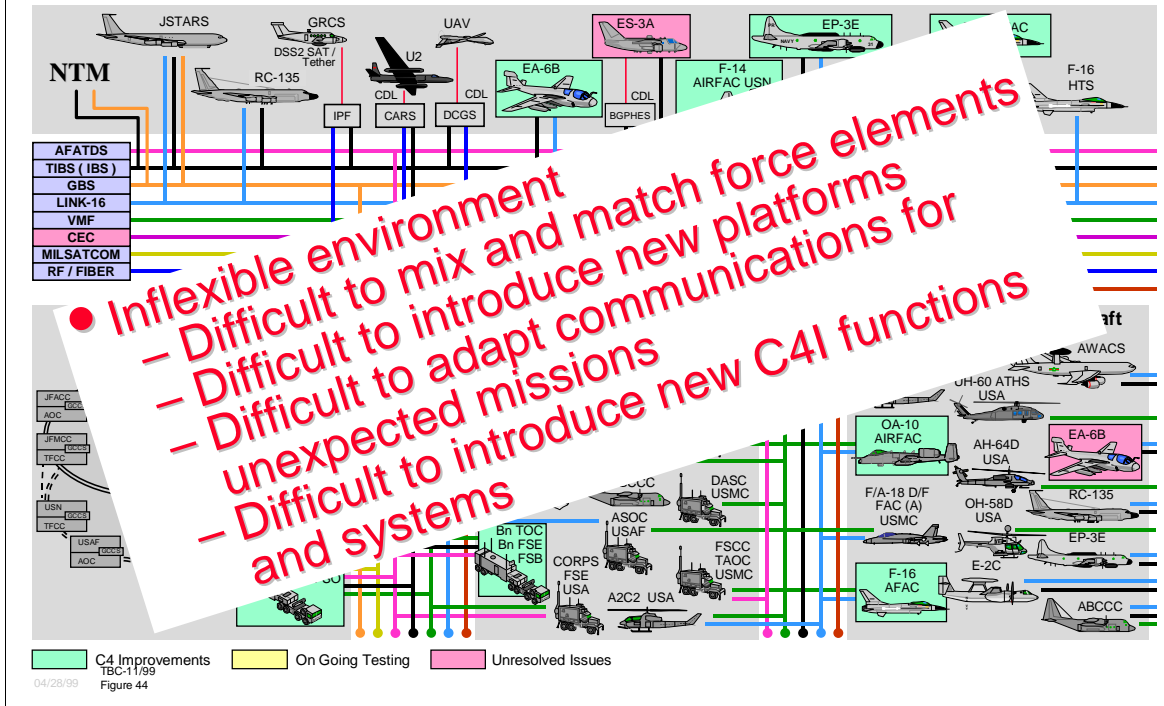 JSTARS
GRCS
DSS2 SAT /
Tether
UAV
U2
RC-135
NTM
CDL
CDL
CDL
IPF
CARS
DCGS
BGPHES
ES-3A
EP-3E
EA-6B
F-14
AIRFAC USN
AC
F-16
HTS
AFATDS
TIBS ( IBS )
GBS
LINK-16
VMF
CEC
MILSATCOM
RF / FIBER
• Inflexible environment
– Difficult to mix and match force elements
– Difficult to introduce new platforms
– Difficult to adapt communications for
unexpected missions
– Difficult to introduce new C4I functions
and systems
JFACC
GCCS
AOC
JFMCC
GCCS
TFCC
USN
GCCS
TFCC
USAF
GCCS
AOC
SO
Bn TOC
Bn FSE
FSB
CORPS
FSE
USA
ASOC
USAF
A2C2 USA
DASC
USMC
FSCC
TAOC
USMC
aft
AWACS
UH-60 ATHS
USA
OA-10
AIRFAC
AH-64D
USA
EA-6B
F/A-18 D/F
FAC (A)
USMC
OH-58D
USA
RC-135
EP-3E
E-2C
F-16
AFAC
ABCCC
C4 Improvements
On Going Testing
Unresolved Issues
TBC-11/99
04/28/99
Figure 44